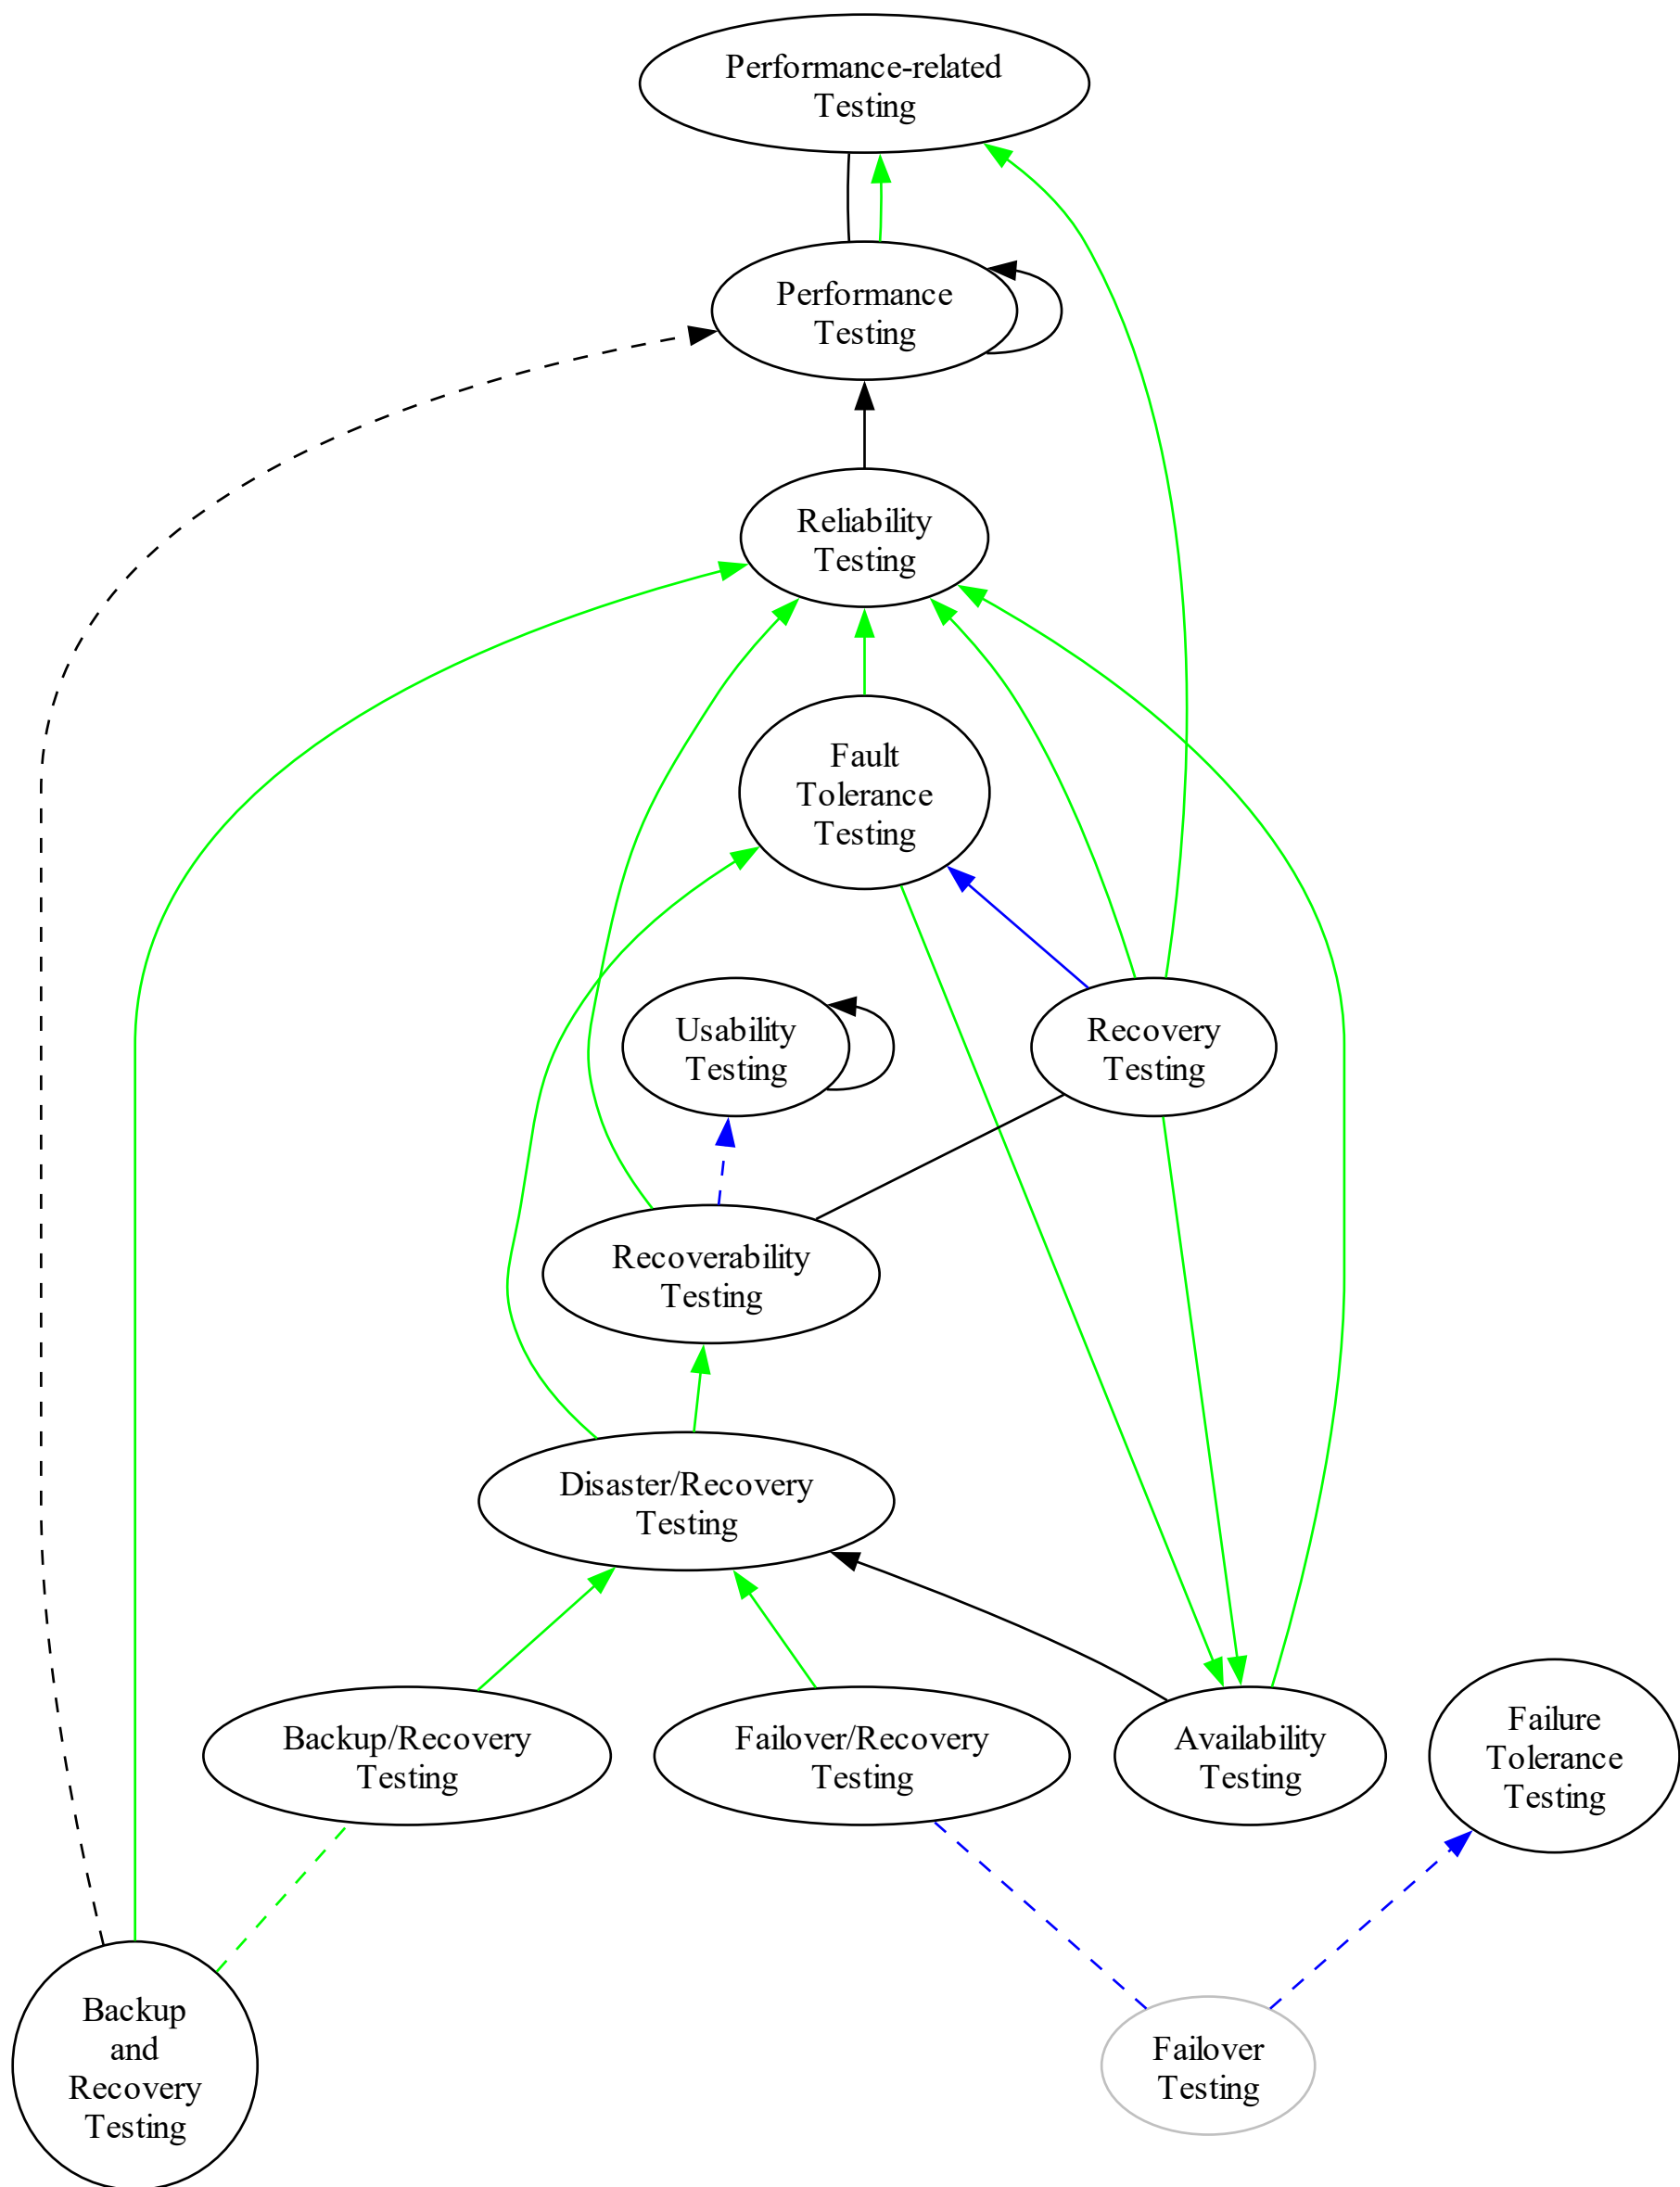 Performance-related
Testing
Performance
Testing
Reliability
Testing
Fault
Tolerance
Testing
Usability
Testing
Recovery
Testing
Recoverability
Testing
Disaster/Recovery
Testing
Backup/Recovery
Testing
Failover/Recovery
Testing
Availability
Testing
Failure
Tolerance
Testing
Backup
and
Recovery
Testing
Failover
Testing